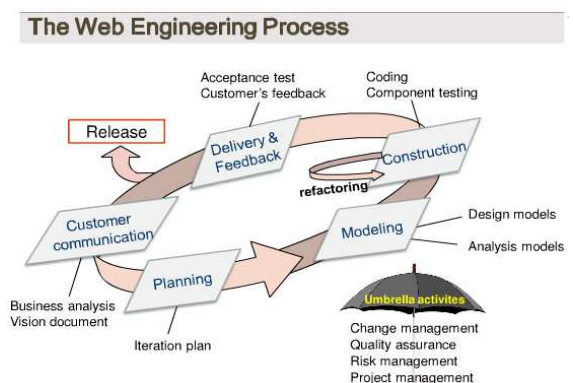 The Web Engineering Process
Acceptance test
Customer's feedback
Coding
Component testing
Release
Delivery &
Feedback
Construction
refactoring
Customer
communication
Modeling
Design models
Analysis models
Planning
Business analysis
Vision document
Iteration plan
Umbrella activites
Change management
Quality assurance
Risk management
Project management